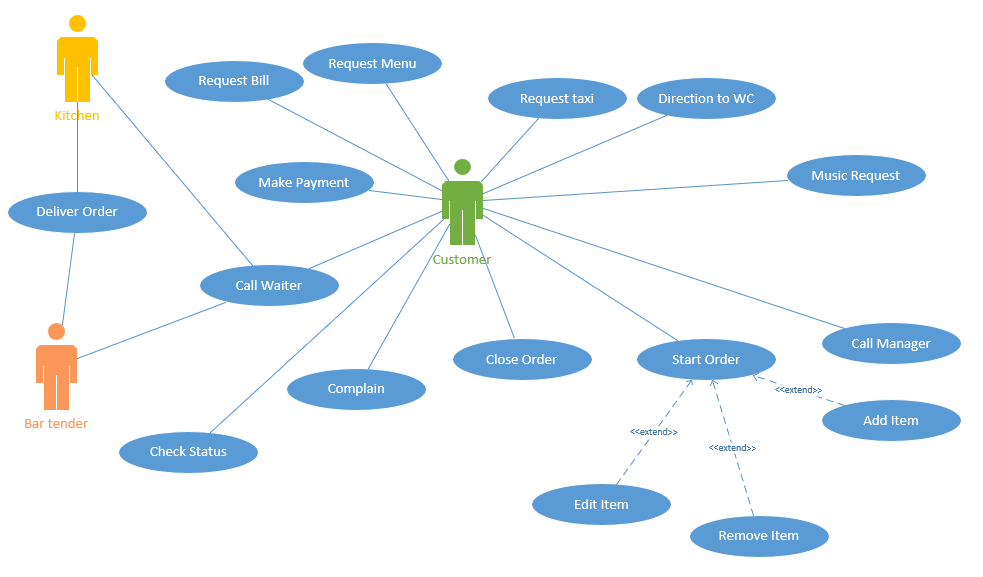 Request Menu
Request Bill
Request taxi
Direction to WC
Kitchen
Music Request
Make Payment
Deliver Order
Customer
Call Waiter
Call Manager
Close Order
Start Order
Complain
<<extend>>
Add Item
Bar tender
<<extend>>
<<extend>>
Check Status
Edit Item
Remove Item